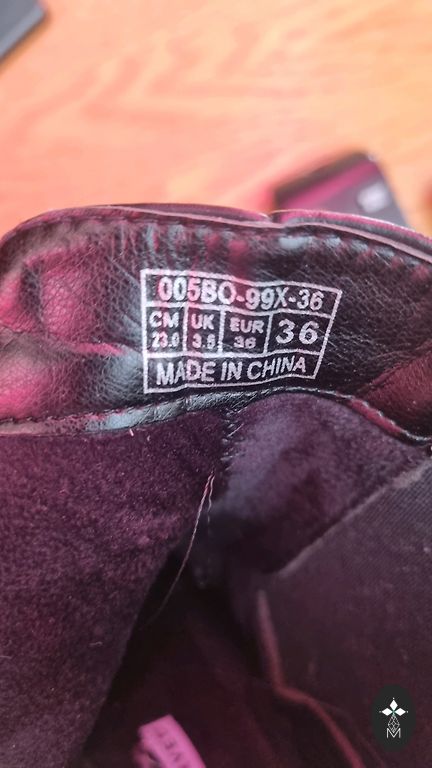 005BO-99X-36
CM UK EUR 36
23.0 3.5 36
MADE IN CHINA
M